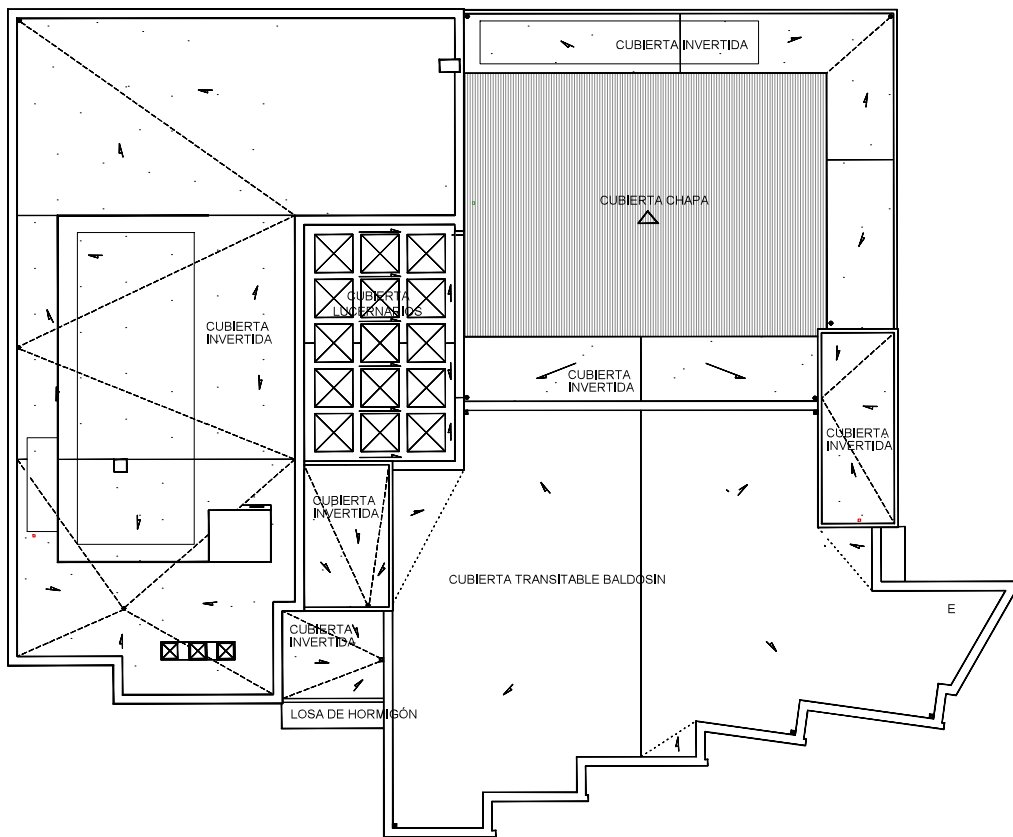 CUBIERTA INVERTIDA
CUBIERTA CHAPA
CUBIERTA
LUCERNARIOS
CUBIERTA
INVERTIDA
CUBIERTA
INVERTIDA
CUBIERTA
INVERTIDA
CUBIERTA
INVERTIDA
CUBIERTA TRANSITABLE BALDOSIN
E
CUBIERTA
INVERTIDA
LOSA DE HORMIGÓN